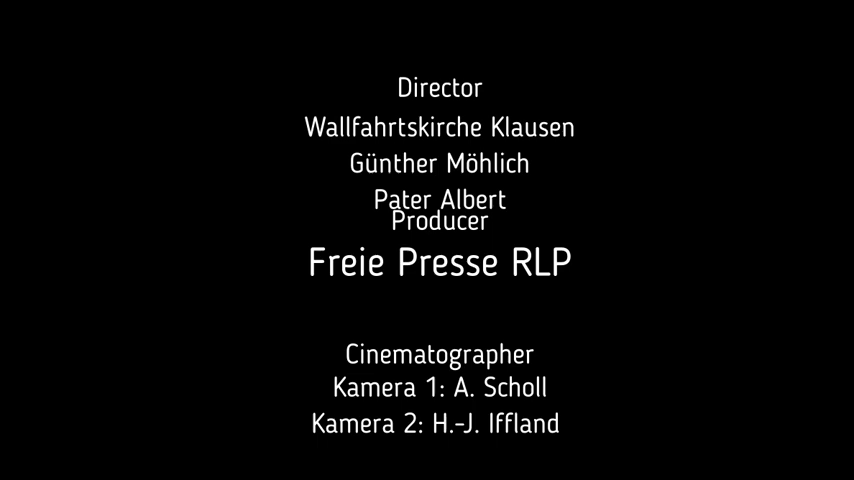 Director
Wallfahrtskirche Klausen
Günther Möhlich
Pater Albert
Producer
Freie Presse RLP
Cinematographer
Kamera 1: A. Scholl
Kamera 2: H.-J. Iffland